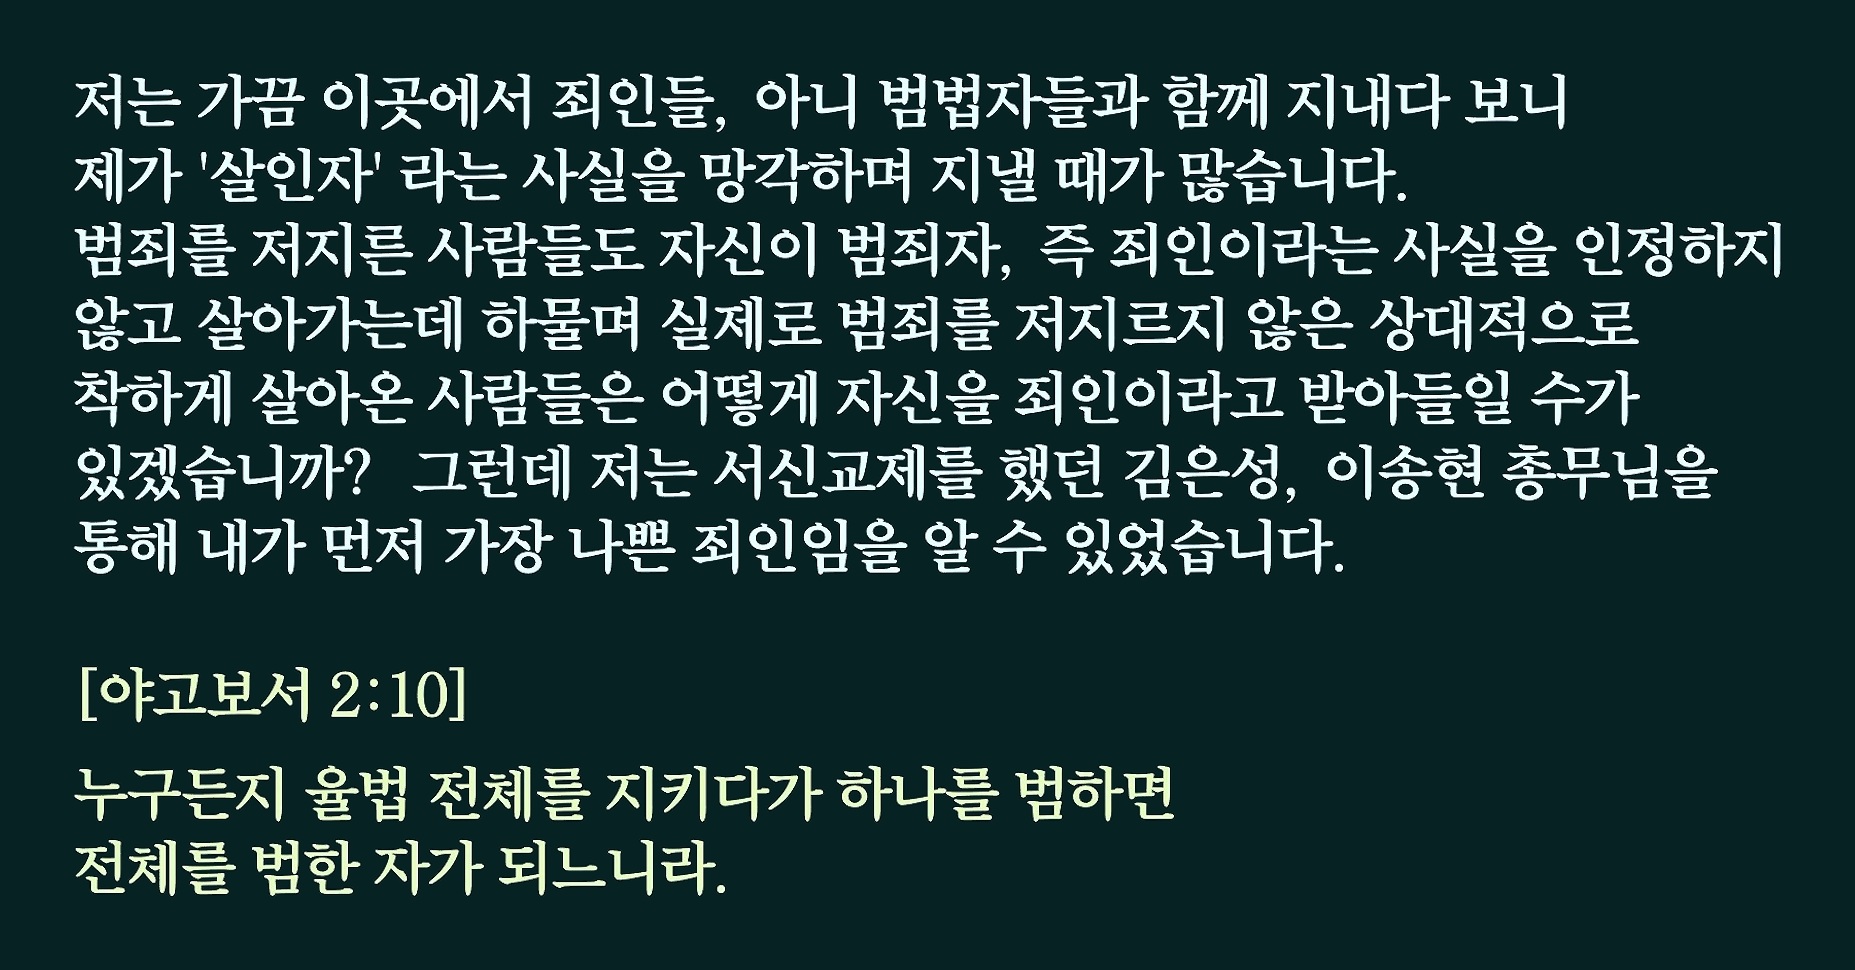 저는 가끔 이곳에서 죄인들, 아니 범법자들과 함께 지내다 보니
제가 '살인자' 라는 사실을 망각하며 지낼 때가 많습니다.
범죄를 저지른 사람들도 자신이 범죄자, 즉 죄인이라는 사실을 인정하지
않고 살아가는데 하물며 실제로 범죄를 저지르지 않은 상대적으로
착하게 살아온 사람들은 어떻게 자신을 죄인이라고 받아들일 수가
있겠습니까? 그런데 저는 서신교제를 했던 김은성, 이송현 총무님을
통해 내가 먼저 가장 나쁜 죄인임을 알 수 있었습니다.
[야고보서 2:10]
누구든지 율법 전체를 지키다가 하나를 범하면
전체를 범한 자가 되느니라.